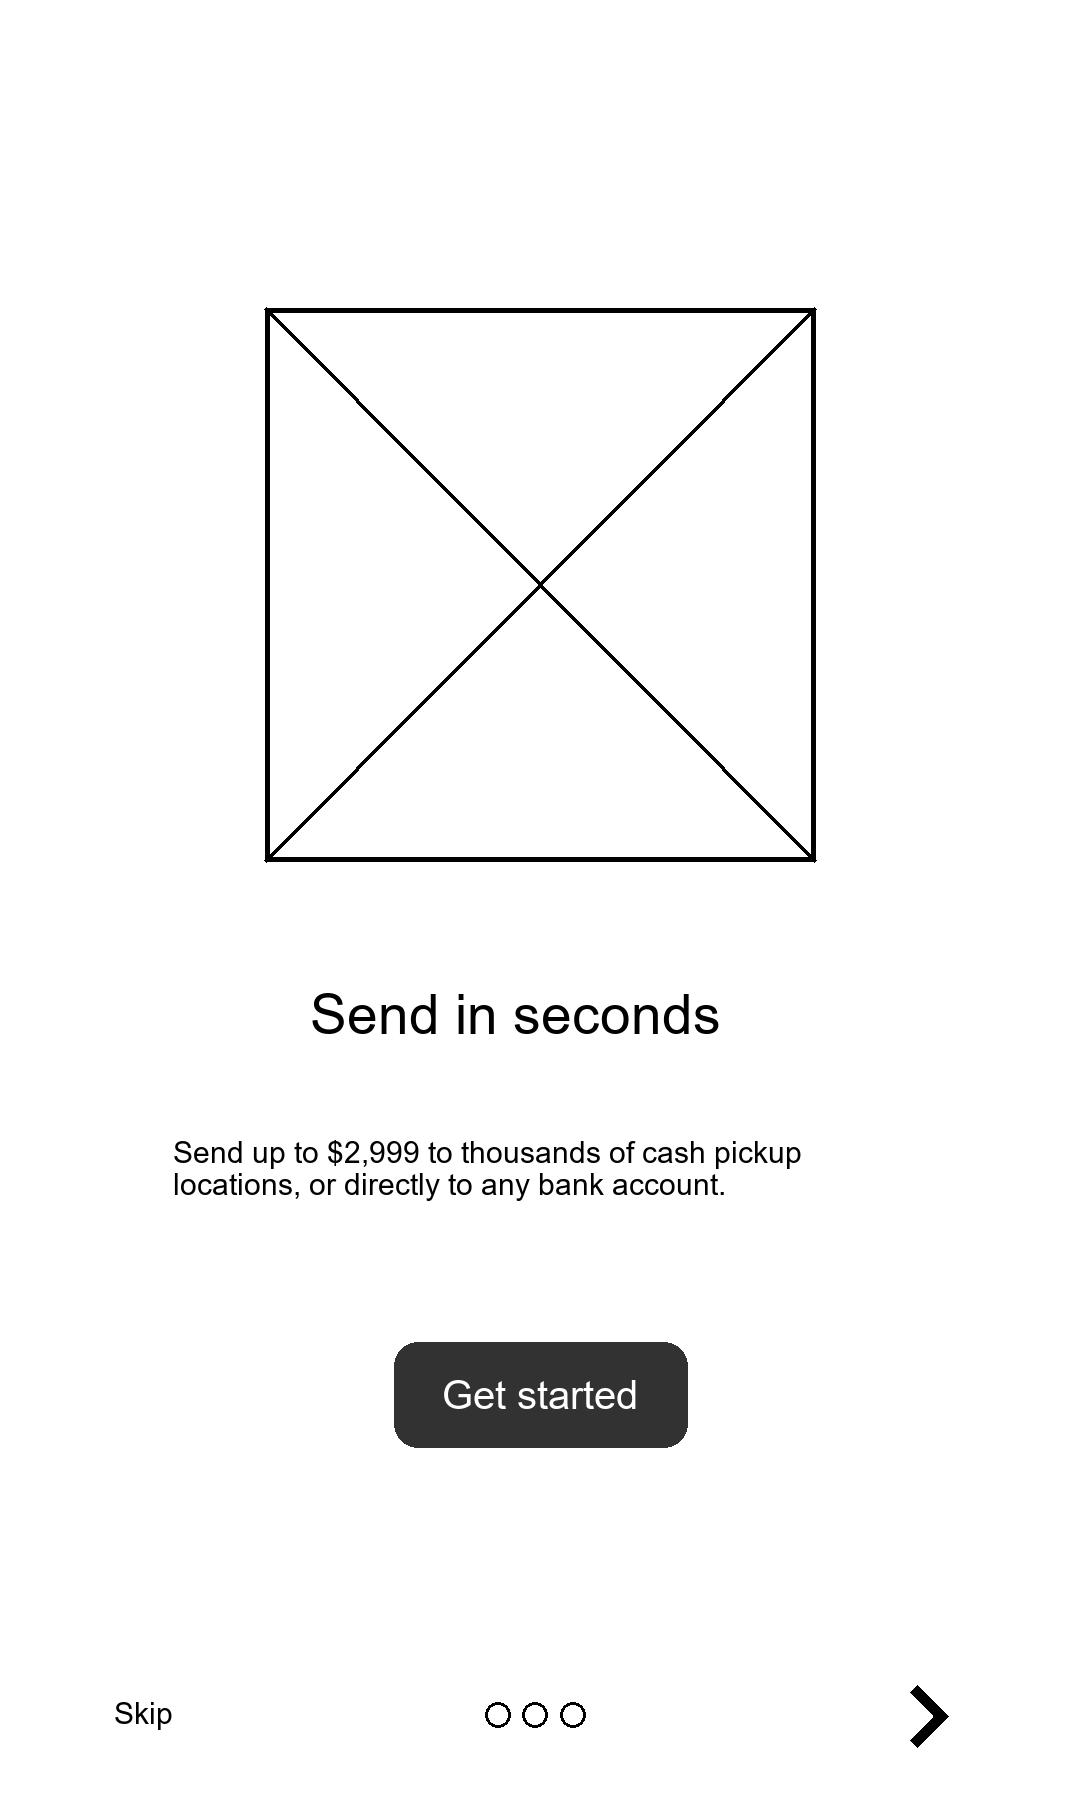 Send in seconds
Send up to $2,999 to thousands of cash pickup
locations, or directly to any bank account.
Get started
Skip